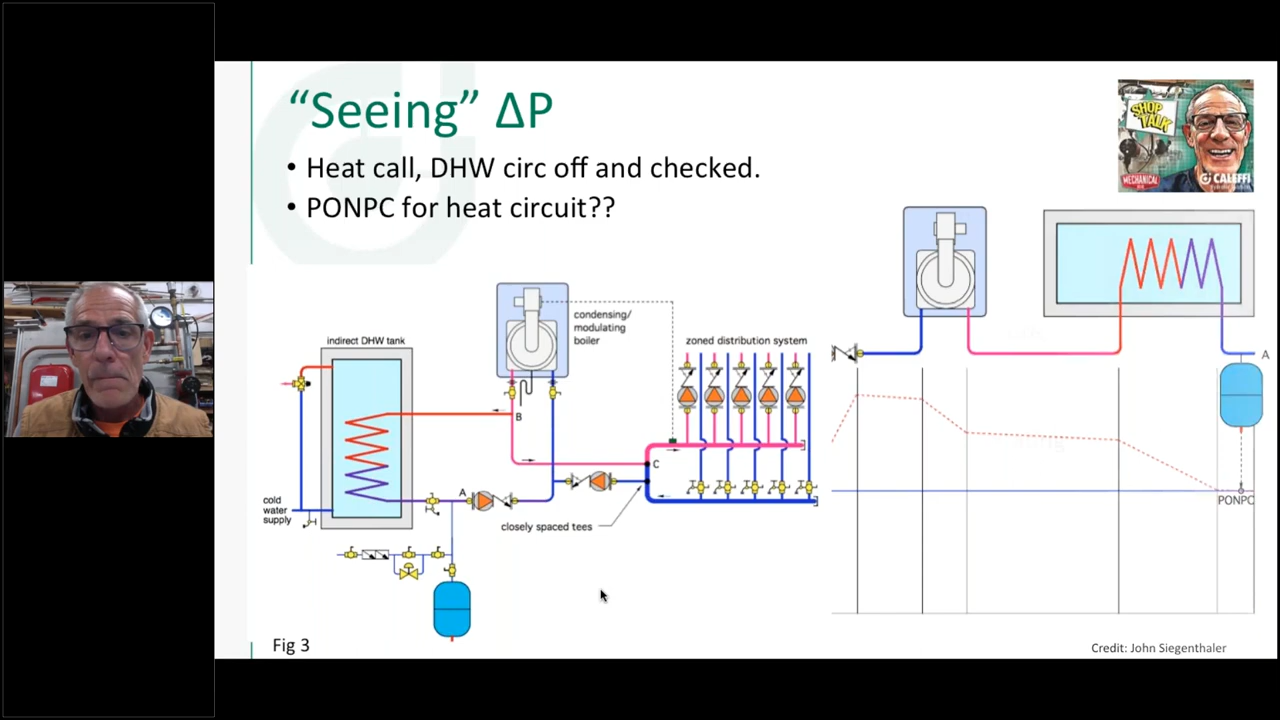 “Seeing” ΔP
• Heat call, DHW circ off and checked.
• PONPC for heat circuit??
SHOP
TALK
MECHANICAL
CALEFFI
condensing/
modulating
boiler
zoned distribution system
indirect DHW tank
B
C
A
A
cold
water
supply
closely spaced tees
PONPC
Fig 3
Credit: John Siegenthaler